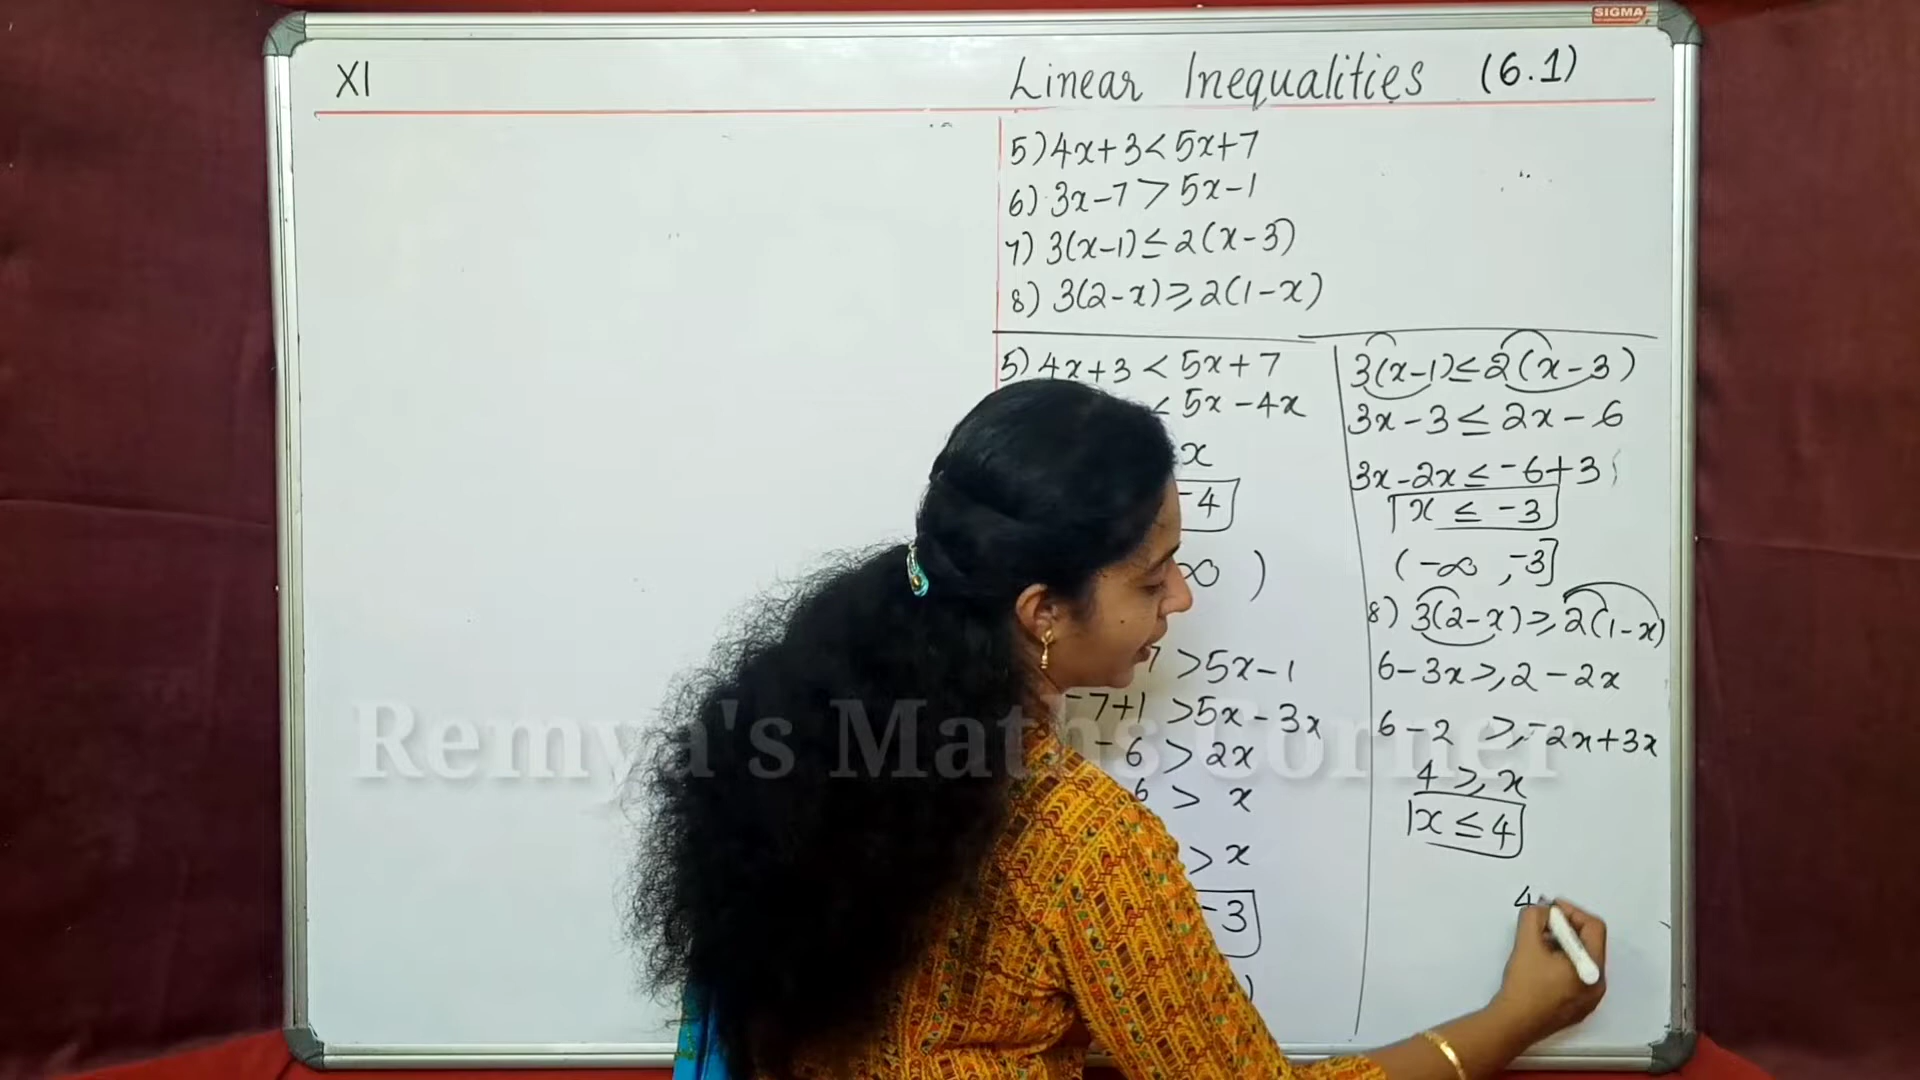 SIGMA
XI
Linear Inequalities (6.1)
5) 4x+3<5x+7
6) 3x-7 > 5x-1
7) 3(x-1) ≤ 2(x-3)
8) 3(2-x) ≥ 2(1-x)
5) 4x+3 < 5x+7
< 5x-4x
x
-4
∞ )
7 >5x-1
-7+1 >5x-3x
-6 > 2x
6 > x
> x
-3
)
3(x-1) ≤ 2(x-3)
3x-3 ≤ 2x-6
3x-2x ≤ -6+3
x ≤ -3
(-∞ , -3]
8) 3(2-x) ≥ 2(1-x)
6-3x ≥ 2-2x
6-2 ≥ -2x+3x
4 ≥ x
x ≤ 4
4
Remya's Maths Corner